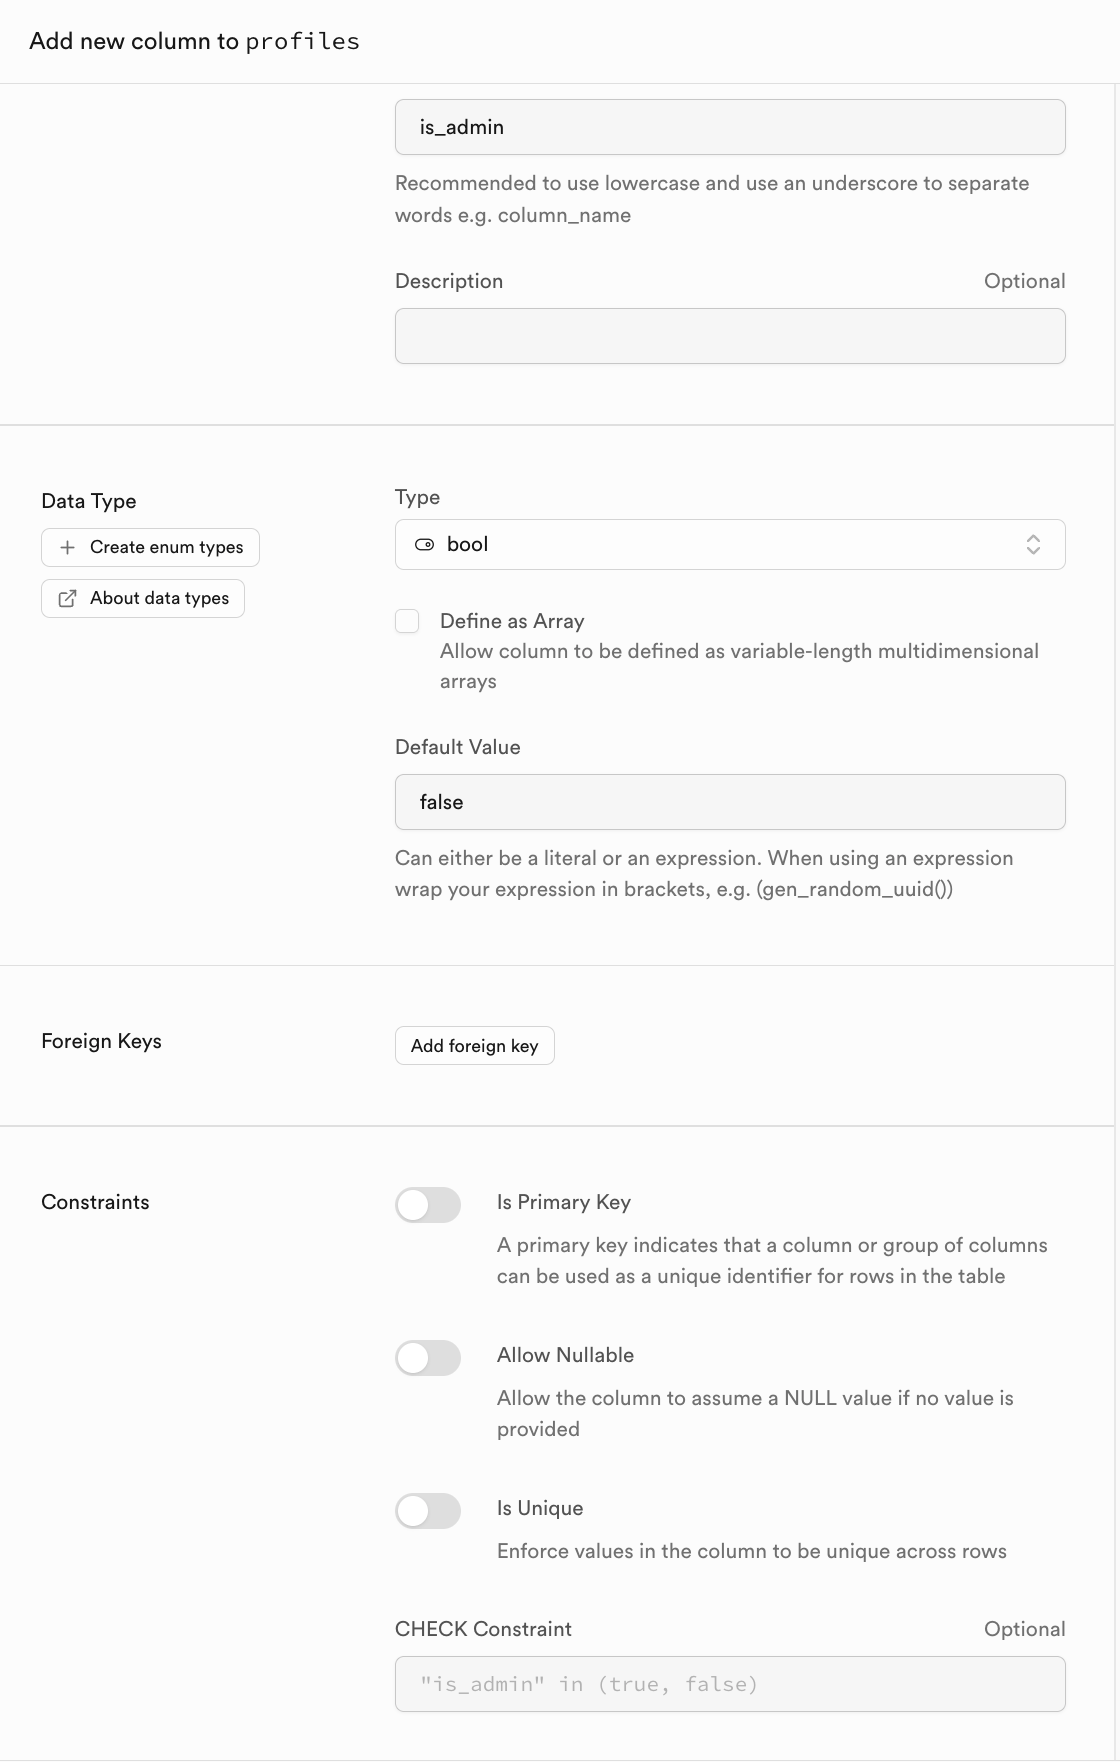 Add new column to profiles
is_admin
Recommended to use lowercase and use an underscore to separate
words e.g. column_name
Description
Optional
Data Type
Create enum types
About data types
Type
bool
Define as Array
Allow column to be defined as variable-length multidimensional
arrays
Default Value
false
Can either be a literal or an expression. When using an expression
wrap your expression in brackets, e.g. (gen_random_uuid())
Foreign Keys
Add foreign key
Constraints
Is Primary Key
A primary key indicates that a column or group of columns
can be used as a unique identifier for rows in the table
Allow Nullable
Allow the column to assume a NULL value if no value is
provided
Is Unique
Enforce values in the column to be unique across rows
CHECK Constraint
Optional
"is_admin" in (true, false)